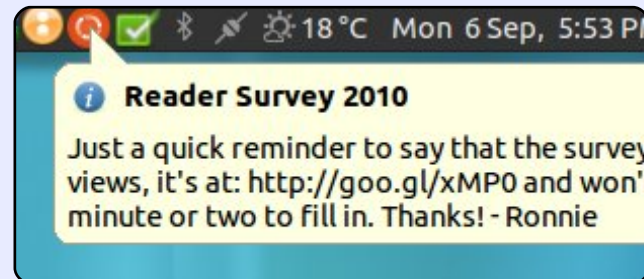 18 °C Mon 6 Sep, 5:53 PM
Reader Survey 2010
Just a quick reminder to say that the survey
views, it's at: http://goo.gl/xMP0 and won'
minute or two to fill in. Thanks! - Ronnie